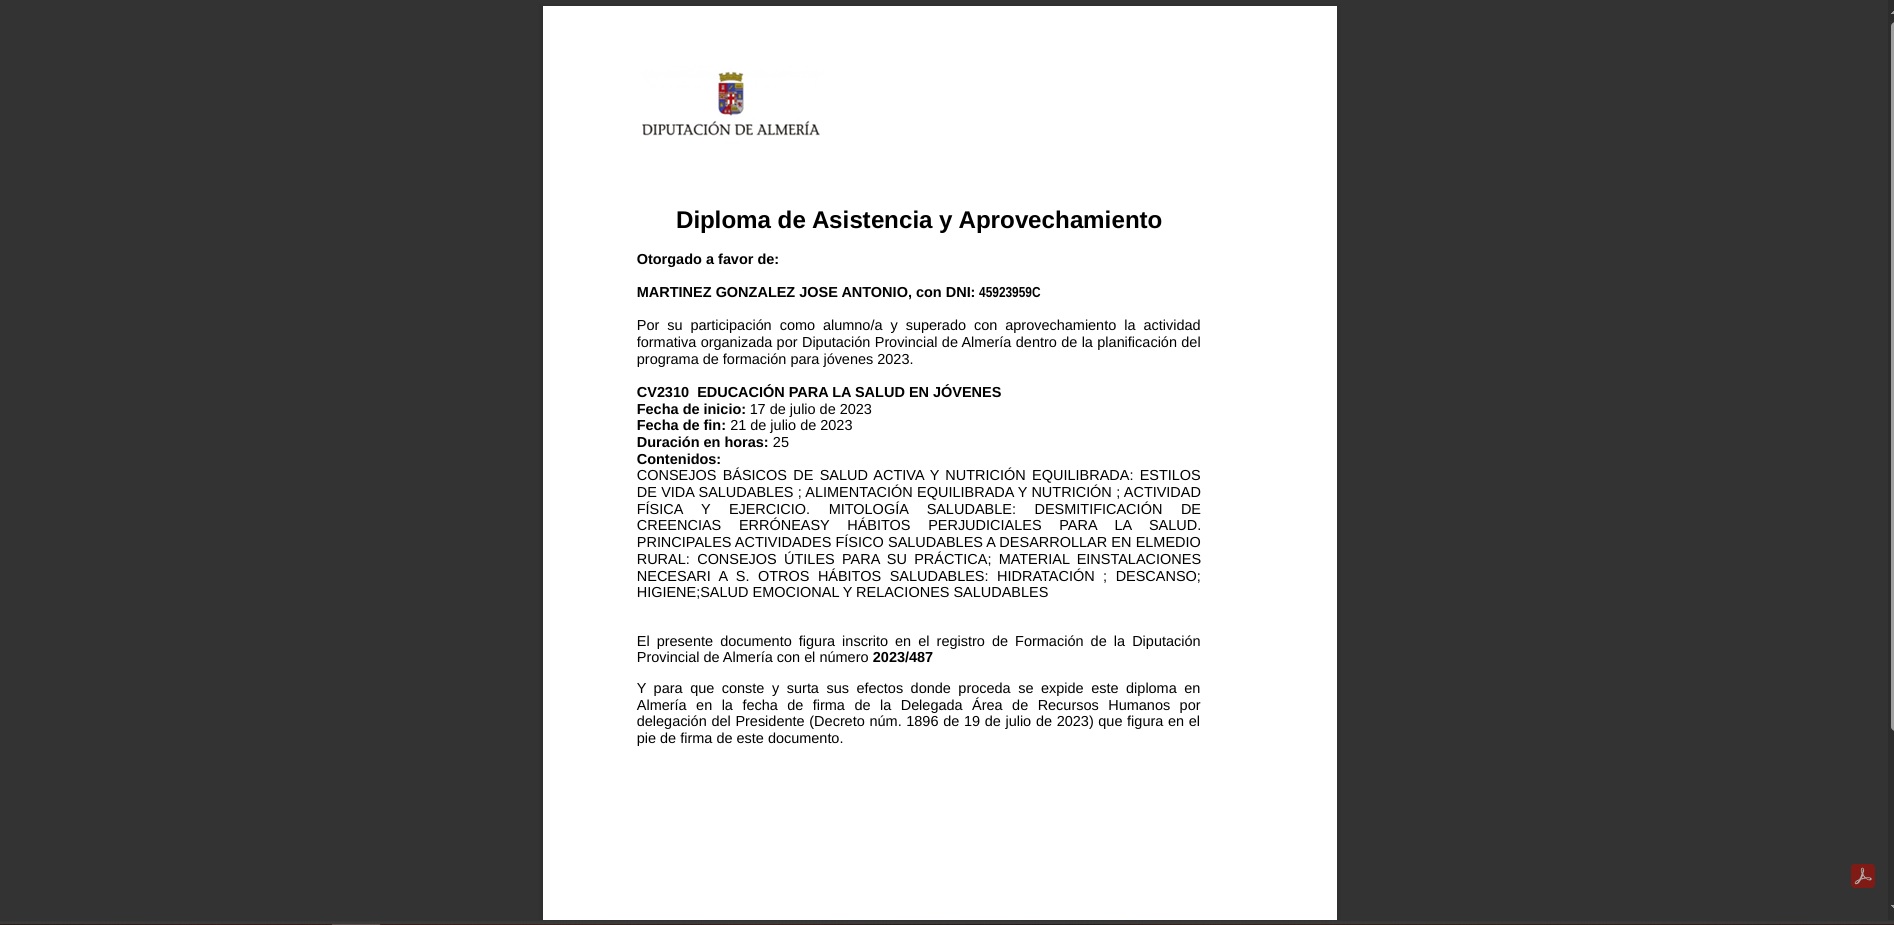 DIPUTACIÓN DE ALMERÍA
Diploma de Asistencia y Aprovechamiento
Otorgado a favor de:
MARTINEZ GONZALEZ JOSE ANTONIO, con DNI: 45923959C
Por su participación como alumno/a y superado con aprovechamiento la actividad
formativa organizada por Diputación Provincial de Almería dentro de la planificación del
programa de formación para jóvenes 2023.
CV2310  EDUCACIÓN PARA LA SALUD EN JÓVENES
Fecha de inicio: 17 de julio de 2023
Fecha de fin: 21 de julio de 2023
Duración en horas: 25
Contenidos:
CONSEJOS BÁSICOS DE SALUD ACTIVA Y NUTRICIÓN EQUILIBRADA: ESTILOS
DE VIDA SALUDABLES ; ALIMENTACIÓN EQUILIBRADA Y NUTRICIÓN ; ACTIVIDAD
FÍSICA Y EJERCICIO. MITOLOGÍA SALUDABLE: DESMITIFICACIÓN DE
CREENCIAS ERRÓNEASY HÁBITOS PERJUDICIALES PARA LA SALUD.
PRINCIPALES ACTIVIDADES FÍSICO SALUDABLES A DESARROLLAR EN ELMEDIO
RURAL: CONSEJOS ÚTILES PARA SU PRÁCTICA; MATERIAL EINSTALACIONES
NECESARI A S. OTROS HÁBITOS SALUDABLES: HIDRATACIÓN ; DESCANSO;
HIGIENE;SALUD EMOCIONAL Y RELACIONES SALUDABLES
El presente documento figura inscrito en el registro de Formación de la Diputación
Provincial de Almería con el número 2023/487
Y para que conste y surta sus efectos donde proceda se expide este diploma en
Almería en la fecha de firma de la Delegada Área de Recursos Humanos por
delegación del Presidente (Decreto núm. 1896 de 19 de julio de 2023) que figura en el
pie de firma de este documento.